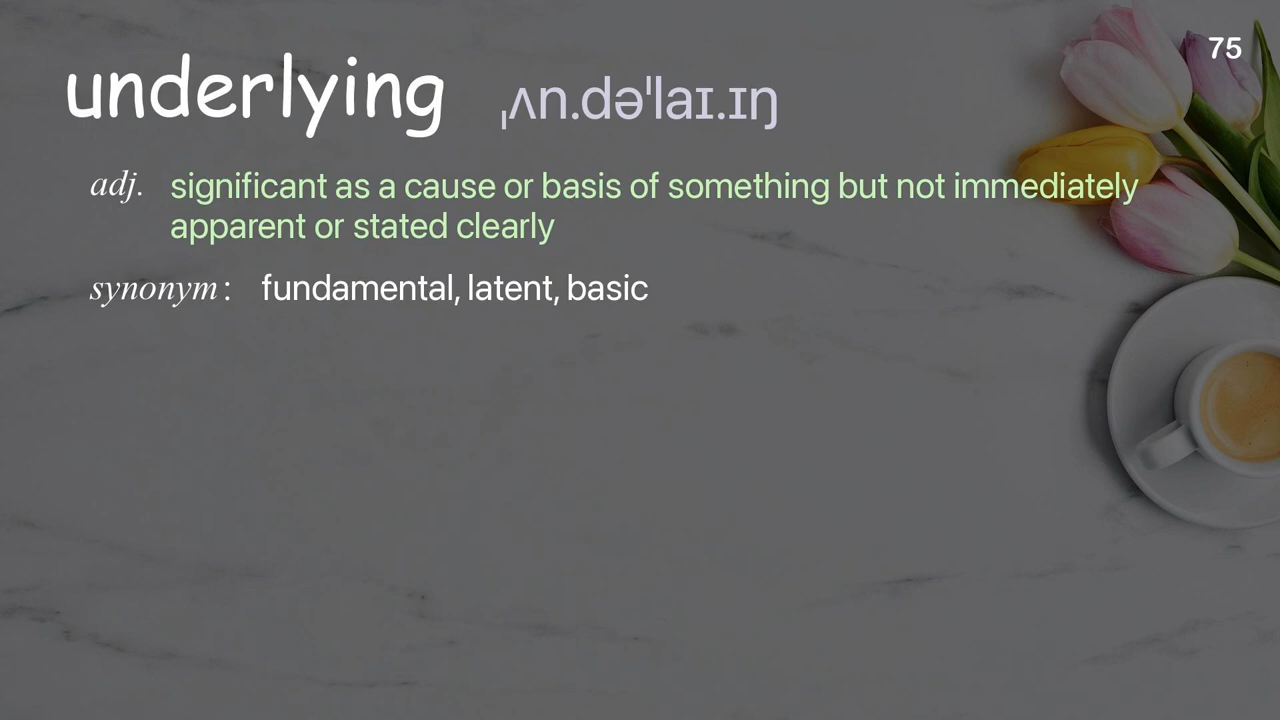 75
underlying ˌʌn.dəˈlaɪ.ɪŋ
adj. significant as a cause or basis of something but not immediately
apparent or stated clearly
synonym: fundamental, latent, basic